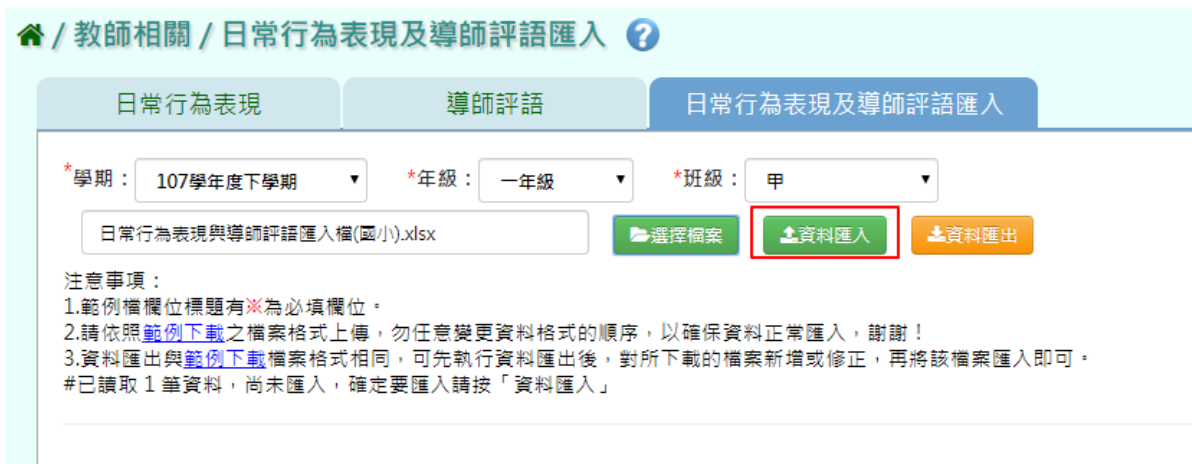 / 教師相關 / 日常行為表現及導師評語匯入 ?
日常行為表現 導師評語 日常行為表現及導師評語匯入
*學期： 107學年度下學期 *年級： 一年級 *班級： 甲
日常行為表現與導師評語匯入檔(國小).xlsx 選擇檔案 資料匯入 資料匯出
注意事項：
1.範例檔欄位標題有※為必填欄位。
2.請依照範例下載之檔案格式上傳，勿任意變更資料格式的順序，以確保資料正常匯入，謝謝！
3.資料匯出與範例下載檔案格式相同，可先執行資料匯出後，對所下載的檔案新增或修正，再將該檔案匯入即可。
#已讀取 1 筆資料，尚未匯入，確定要匯入請按「資料匯入」